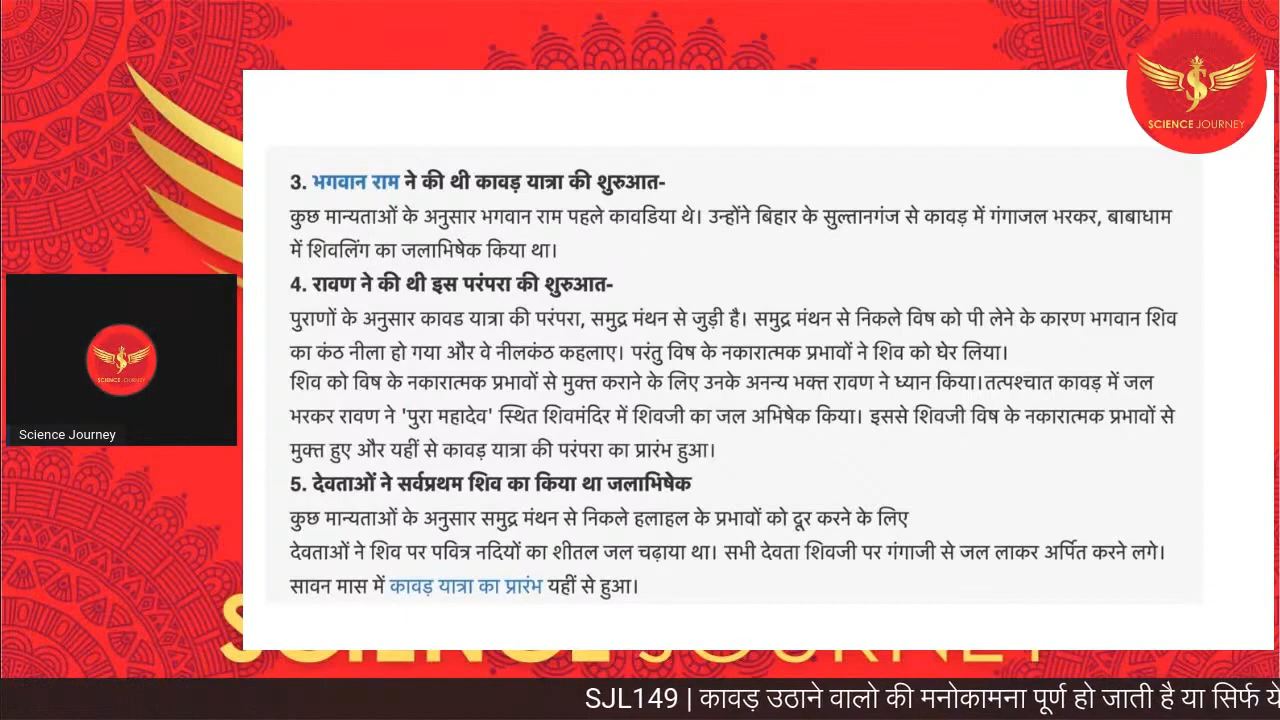 SCIENCE JOURNEY
3. भगवान राम ने की थी कावड़ यात्रा की शुरुआत-
कुछ मान्यताओं के अनुसार भगवान राम पहले कावडिया थे। उन्होंने बिहार के सुल्तानगंज से कावड़ में गंगाजल भरकर, बाबाधाम
में शिवलिंग का जलाभिषेक किया था।
4. रावण ने की थी इस परंपरा की शुरुआत-
पुराणों के अनुसार कावड यात्रा की परंपरा, समुद्र मंथन से जुड़ी है। समुद्र मंथन से निकले विष को पी लेने के कारण भगवान शिव
का कंठ नीला हो गया और वे नीलकंठ कहलाए। परंतु विष के नकारात्मक प्रभावों ने शिव को घेर लिया।
शिव को विष के नकारात्मक प्रभावों से मुक्त कराने के लिए उनके अनन्य भक्त रावण ने ध्यान किया।तत्पश्चात कावड़ में जल
भरकर रावण ने 'पुरा महादेव' स्थित शिवमंदिर में शिवजी का जल अभिषेक किया। इससे शिवजी विष के नकारात्मक प्रभावों से
मुक्त हुए और यहीं से कावड़ यात्रा की परंपरा का प्रारंभ हुआ।
5. देवताओं ने सर्वप्रथम शिव का किया था जलाभिषेक
कुछ मान्यताओं के अनुसार समुद्र मंथन से निकले हलाहल के प्रभावों को दूर करने के लिए
देवताओं ने शिव पर पवित्र नदियों का शीतल जल चढ़ाया था। सभी देवता शिवजी पर गंगाजी से जल लाकर अर्पित करने लगे।
सावन मास में कावड़ यात्रा का प्रारंभ यहीं से हुआ।
SCIENCE JOURNEY
Science Journey
SCIENCE JOURNEY
SJL149 | कावड़ उठाने वालो की मनोकामना पूर्ण हो जाती है या सिर्फ ये